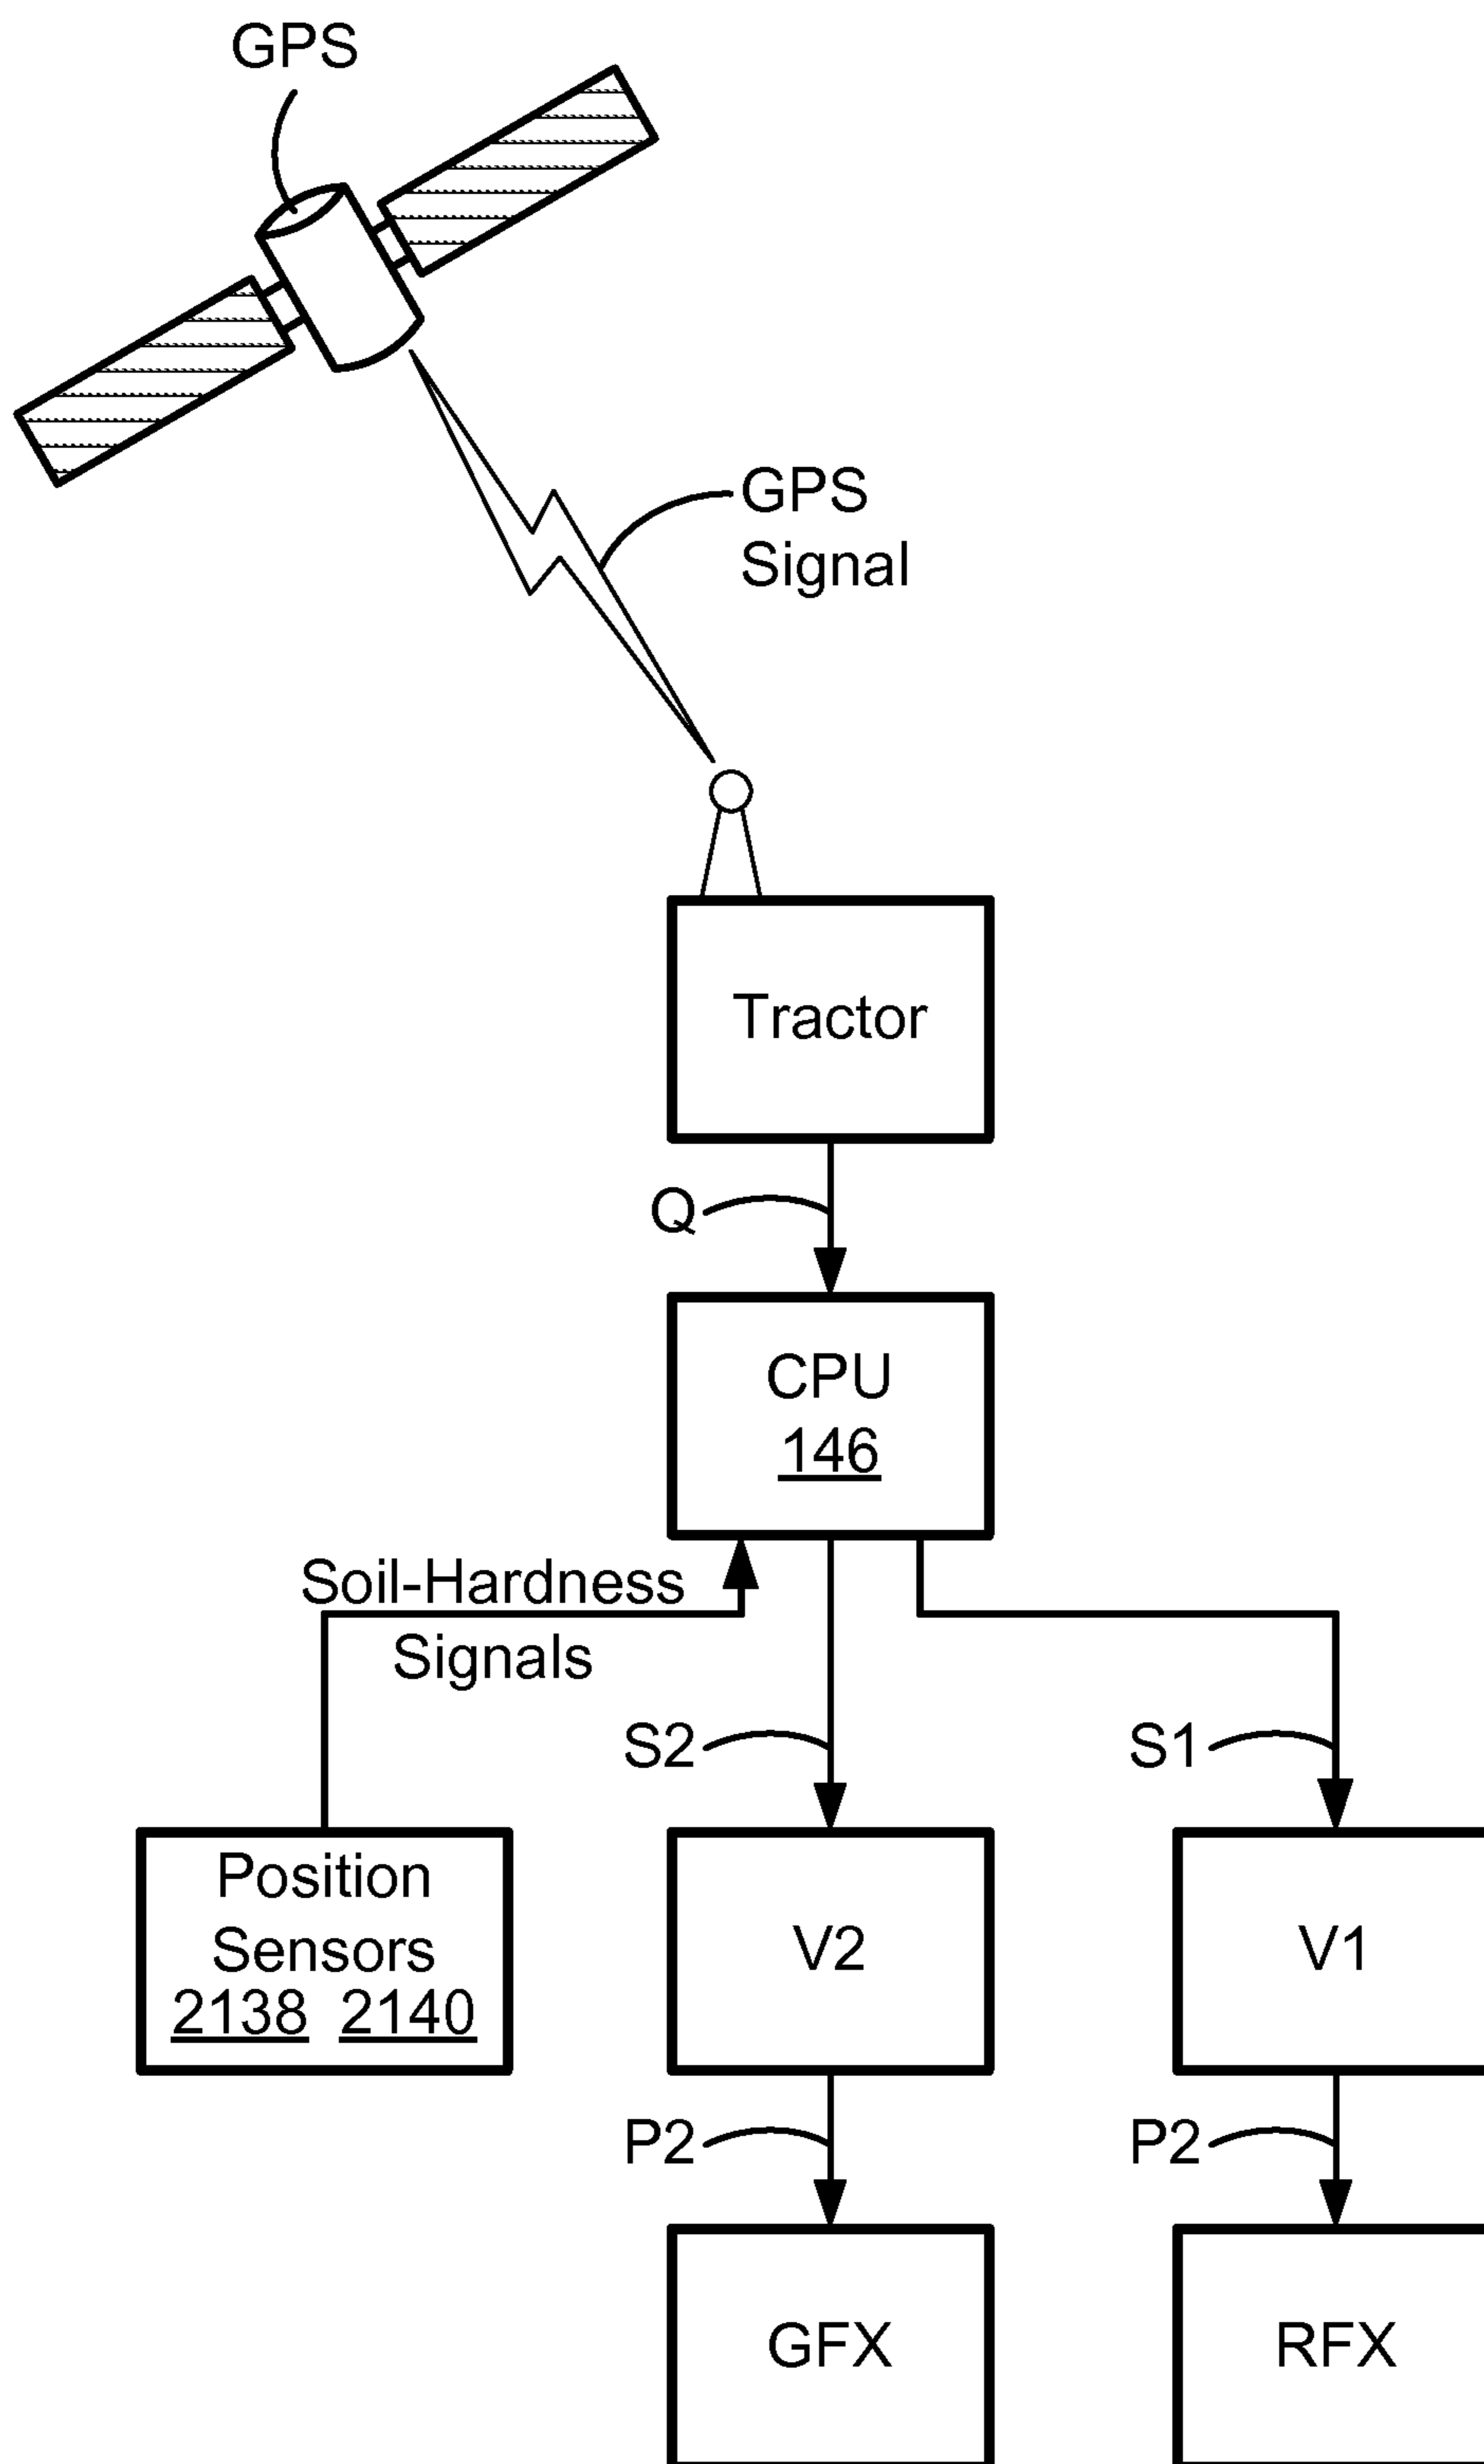 GPS
GPS
Signal
Tractor
Q
CPU
146
Soil-Hardness
Signals
S2
S1
Position
Sensors
2138 2140
V2
V1
P2
P2
GFX
RFX